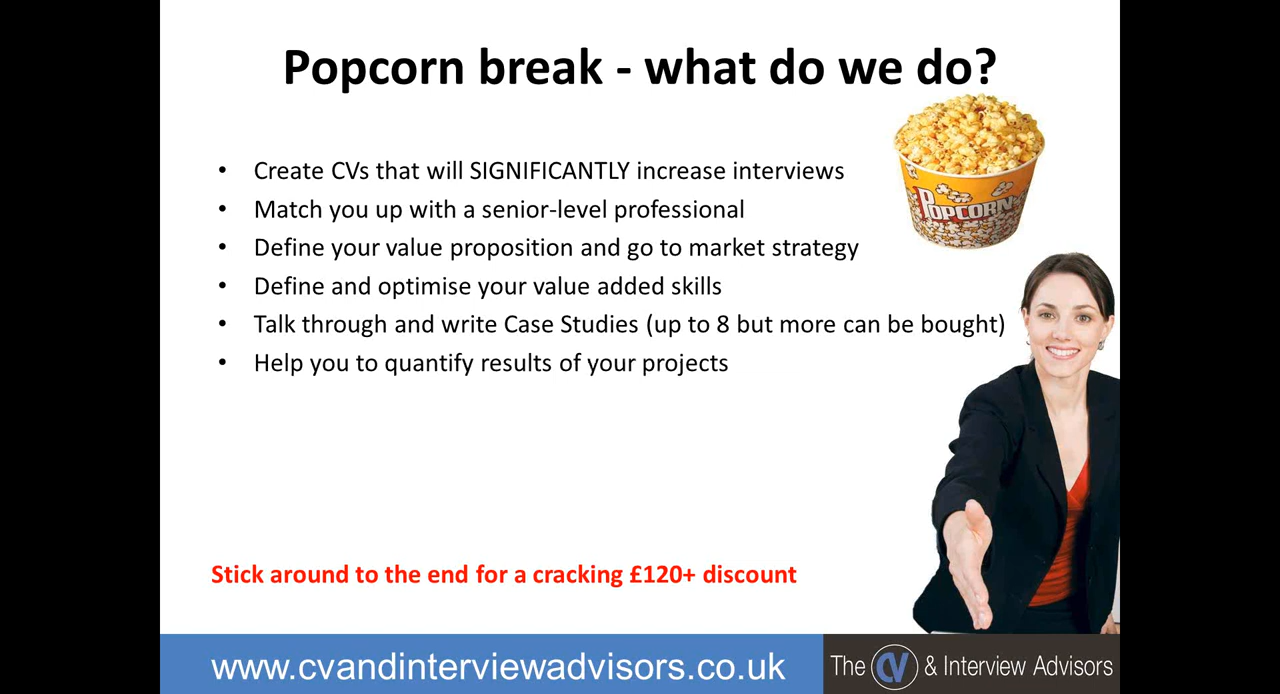 Popcorn break - what do we do?
POPCORN
• Create CVs that will SIGNIFICANTLY increase interviews
• Match you up with a senior-level professional
• Define your value proposition and go to market strategy
• Define and optimise your value added skills
• Talk through and write Case Studies (up to 8 but more can be bought)
• Help you to quantify results of your projects
Stick around to the end for a cracking £120+ discount
www.cvandinterviewadvisors.co.uk
The CV & Interview Advisors